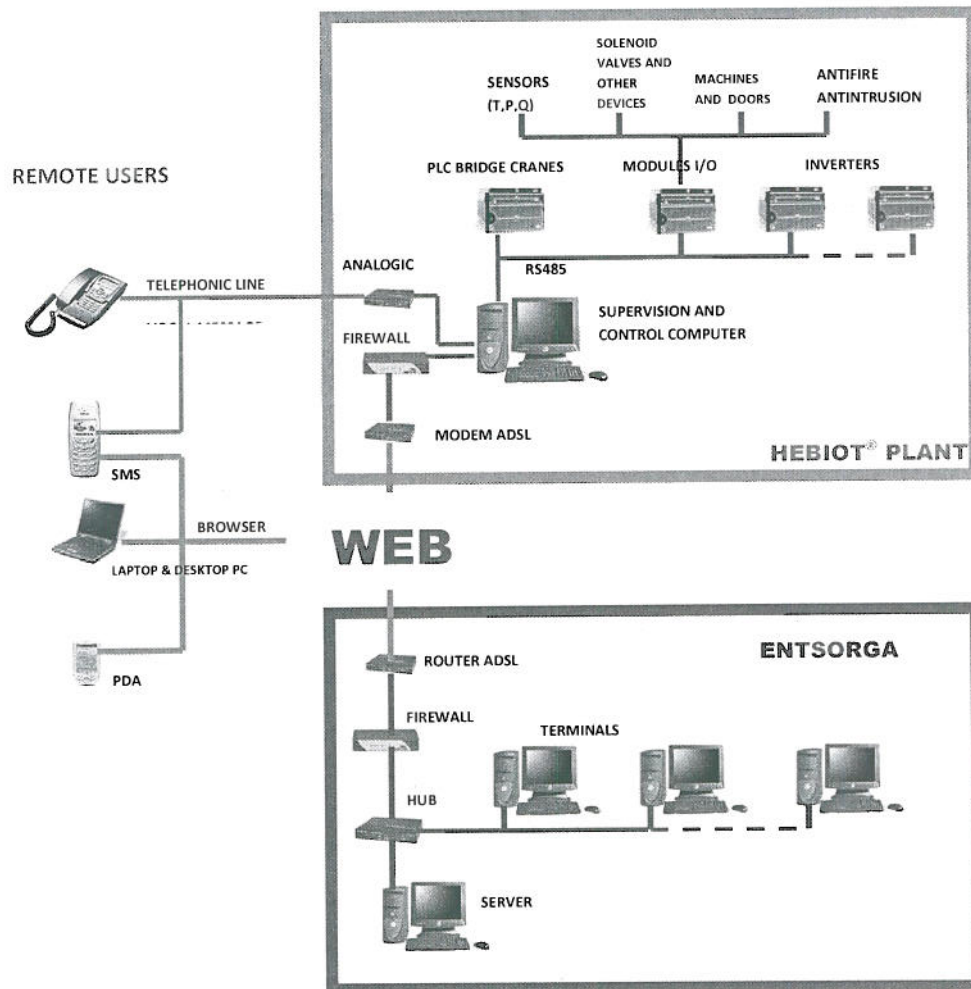 SOLENOID
VALVES AND
OTHER
DEVICES
SENSORS
(T,P,Q)
MACHINES
AND DOORS
ANTIFIRE
ANTINTRUSION
REMOTE USERS
PLC BRIDGE CRANES
MODULES I/O
INVERTERS
ANALOGIC
RS485
TELEPHONIC LINE
SUPERVISION AND
CONTROL COMPUTER
FIREWALL
MODEM ADSL
HEBIOT® PLANT
SMS
BROWSER
WEB
LAPTOP & DESKTOP PC
ENTSORGA
ROUTER ADSL
PDA
FIREWALL
TERMINALS
HUB
SERVER